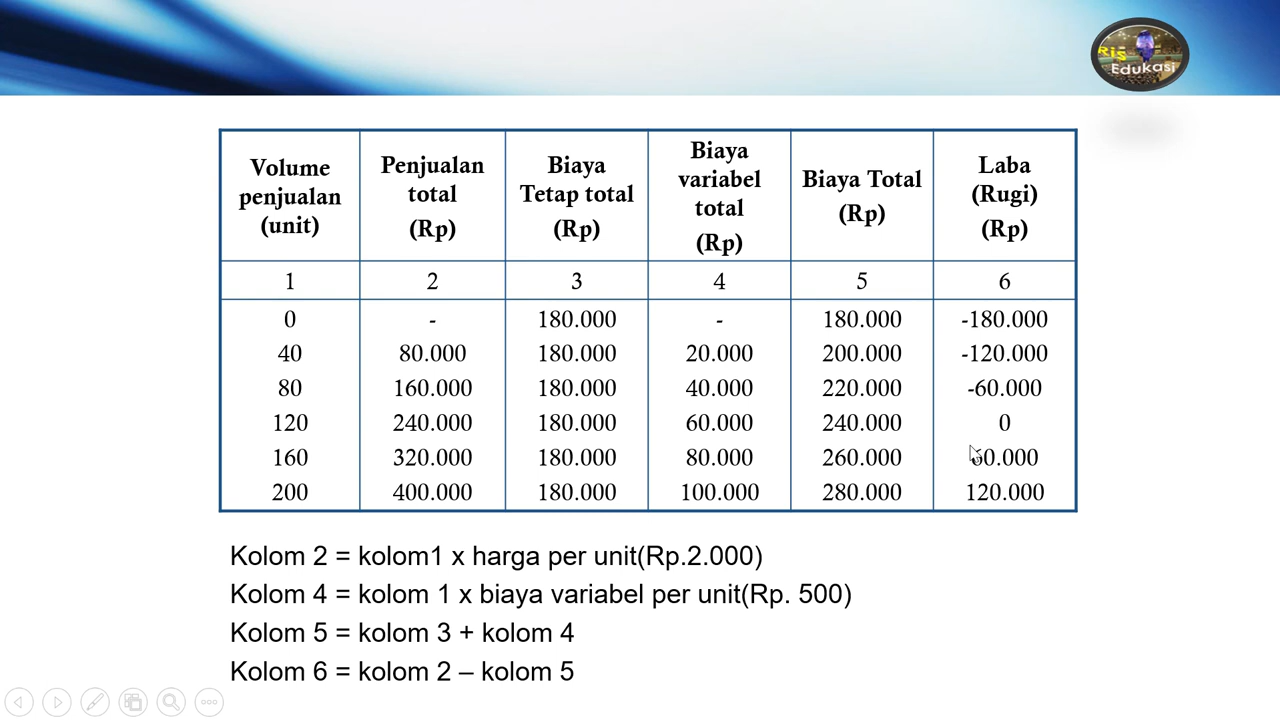 Ris
Edukasi
Volume penjualan (unit) Penjualan total (Rp) Biaya Tetap total (Rp) Biaya variabel total (Rp) Biaya Total (Rp) Laba (Rugi) (Rp)
1 2 3 4 5 6
0 - 180.000 - 180.000 -180.000
40 80.000 180.000 20.000 200.000 -120.000
80 160.000 180.000 40.000 220.000 -60.000
120 240.000 180.000 60.000 240.000 0
160 320.000 180.000 80.000 260.000 60.000
200 400.000 180.000 100.000 280.000 120.000
Kolom 2 = kolom1 x harga per unit(Rp.2.000)
Kolom 4 = kolom 1 x biaya variabel per unit(Rp. 500)
Kolom 5 = kolom 3 + kolom 4
Kolom 6 = kolom 2 – kolom 5